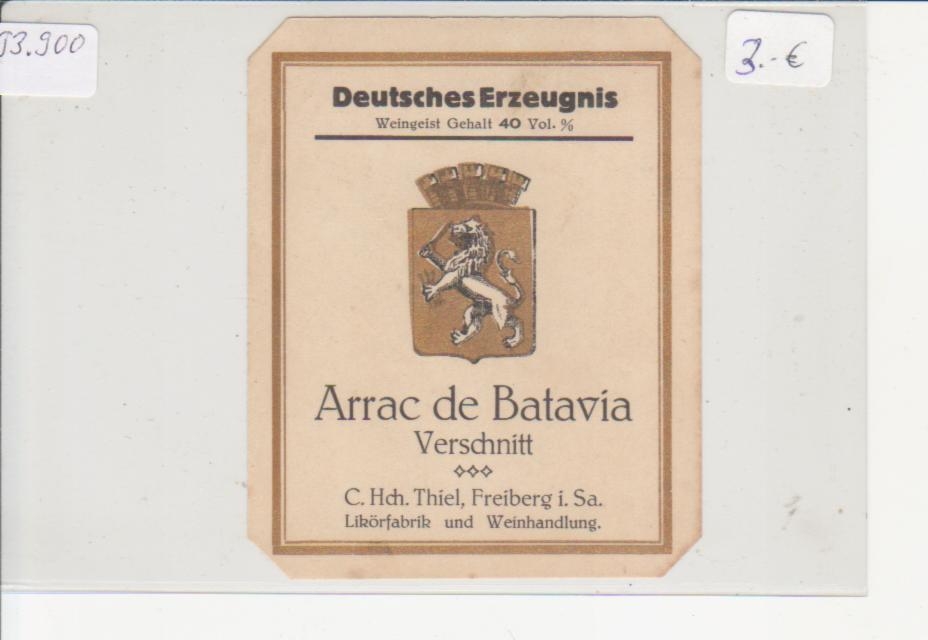 93.900
3.-€
Deutsches Erzeugnis
Weingeist Gehalt 40 Vol. %
Arrac de Batavia
Verschnitt
C. Hch. Thiel, Freiberg i. Sa.
Likörfabrik und Weinhandlung.